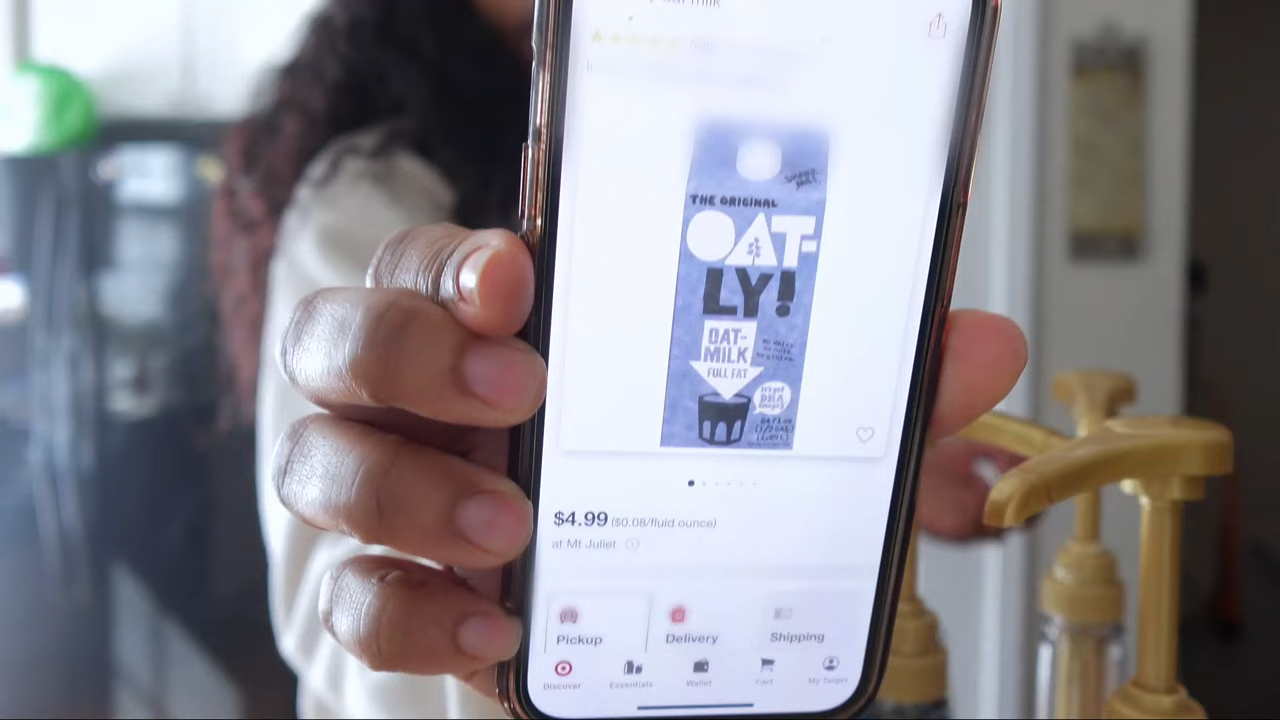 THE ORIGINAL
OAT-
LY!
OAT-
MILK
FULL FAT
$4.99 ($0.08/fluid ounce)
at Mt Juliet
Pickup
Delivery
Shipping
Discover
Essentials
Wallet
Cart
My Target